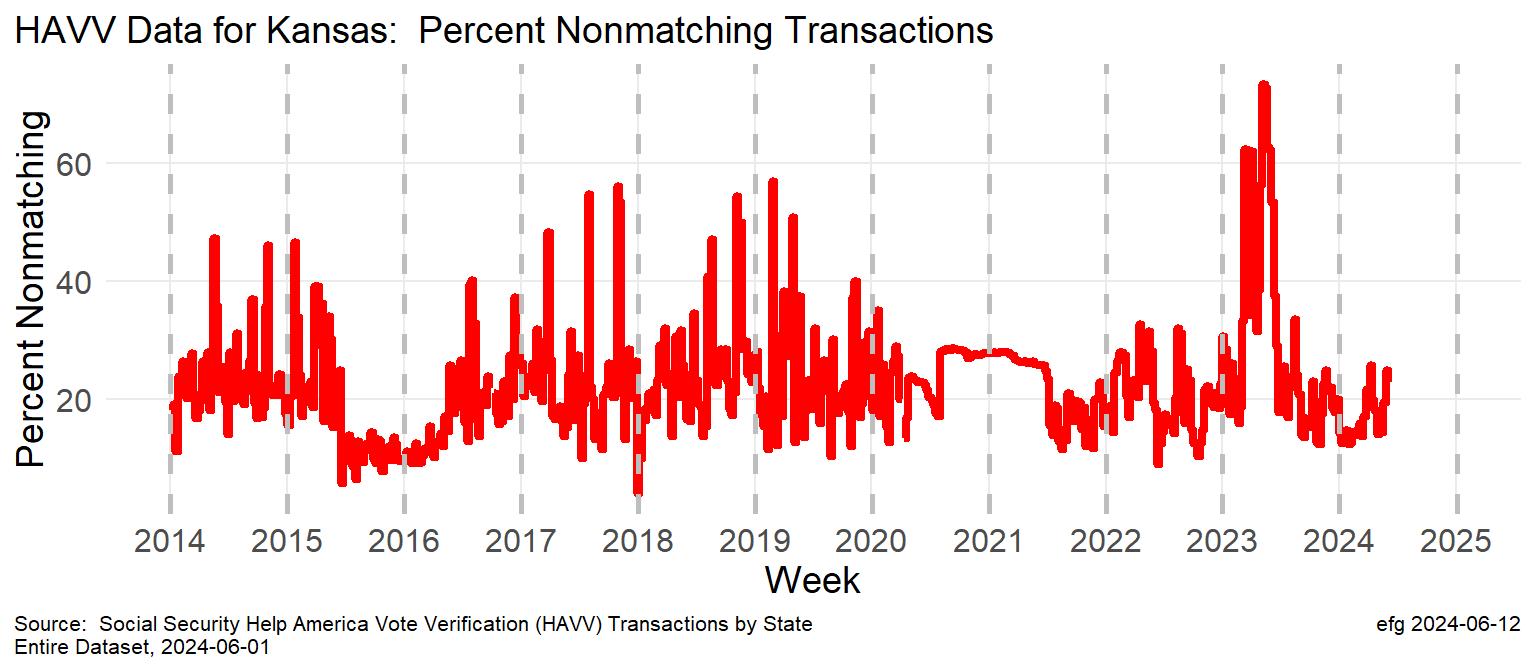 HAVV Data for Kansas:  Percent Nonmatching Transactions
Percent Nonmatching
60
40
20
2014 2015 2016 2017 2018 2019 2020 2021 2022 2023 2024 2025
Week
Source:  Social Security Help America Vote Verification (HAVV) Transactions by State
Entire Dataset, 2024-06-01
efg 2024-06-12